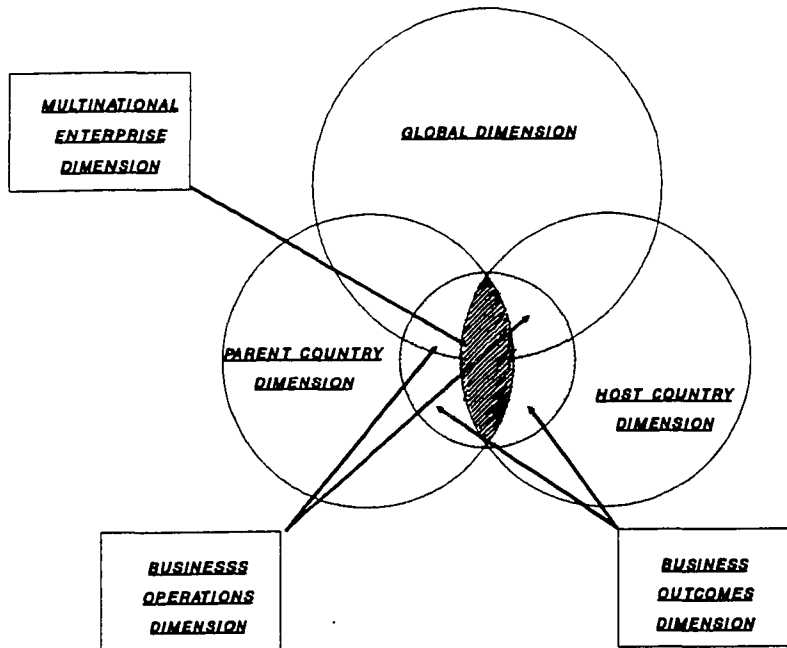 MULTINATIONAL
ENTERPRISE
DIMENSION
GLOBAL DIMENSION
PARENT COUNTRY
DIMENSION
HOST COUNTRY
DIMENSION
BUSINESSS
OPERATIONS
DIMENSION
BUSINESS
OUTCOMES
DIMENSION